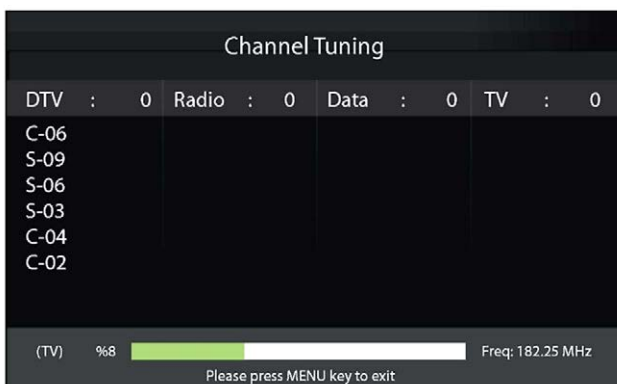 Channel Tuning
DTV : 0 Radio : 0 Data : 0 TV : 0
C-06
S-09
S-06
S-03
C-04
C-02
(TV) %8 Freq: 182.25 MHz
Please press MENU key to exit